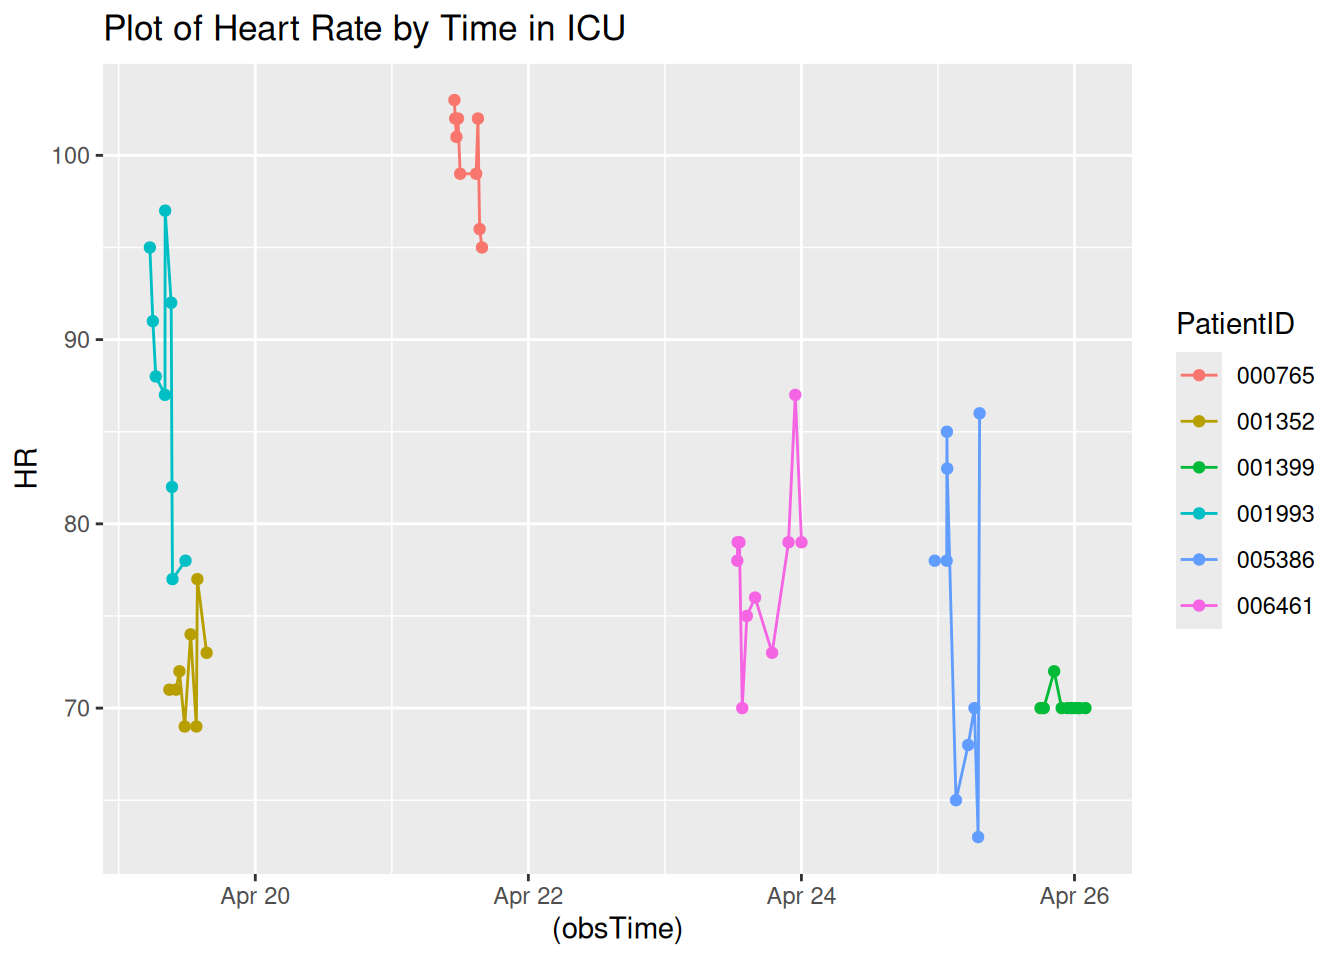 Plot of Heart Rate by Time in ICU
100
90
80
70
HR
Apr 20
Apr 22
Apr 24
Apr 26
(obsTime)
PatientID
000765
001352
001399
001993
005386
006461